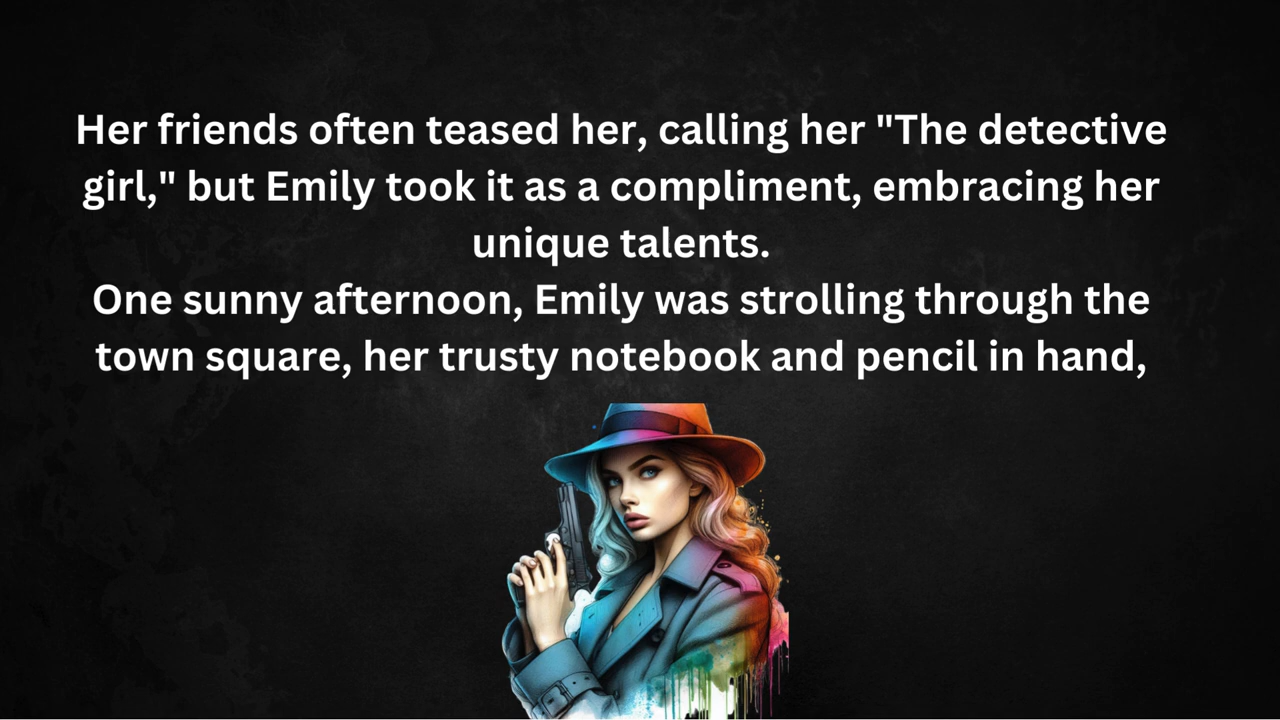 Her friends often teased her, calling her "The detective
girl," but Emily took it as a compliment, embracing her
unique talents.
One sunny afternoon, Emily was strolling through the
town square, her trusty notebook and pencil in hand,